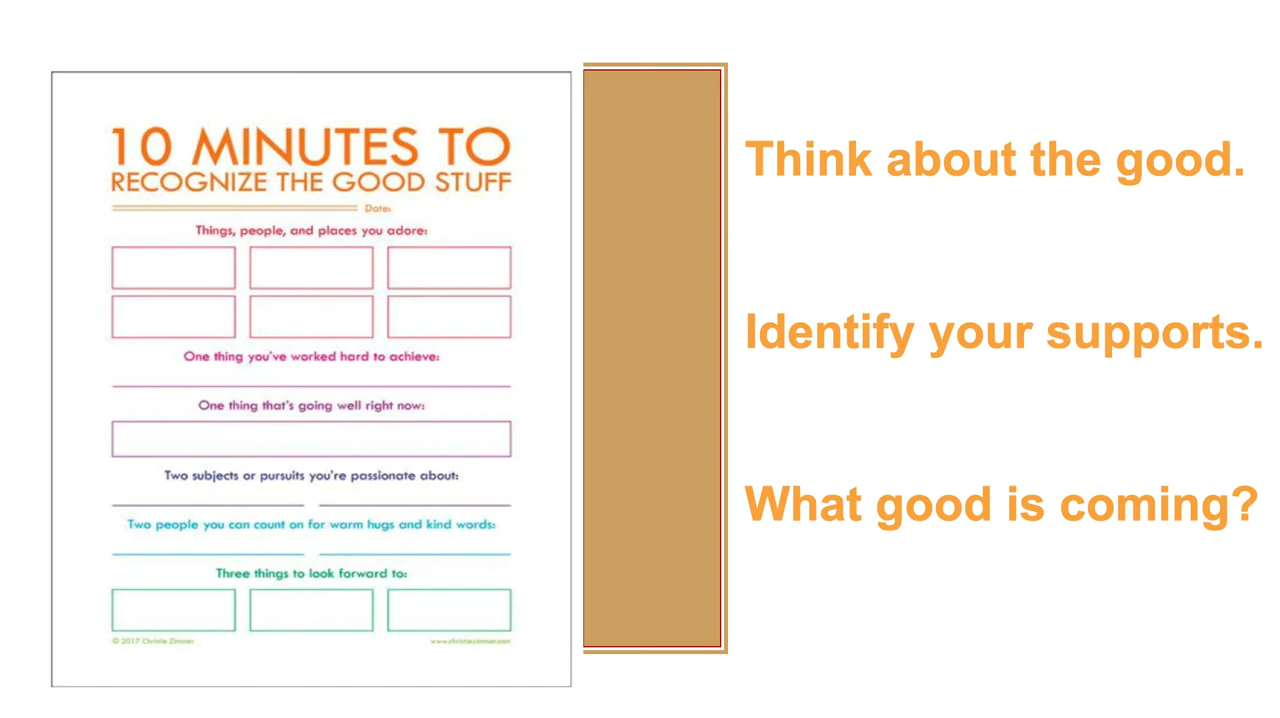 10 MINUTES TO
RECOGNIZE THE GOOD STUFF
Date:
Things, people, and places you adore:
One thing you've worked hard to achieve:
One thing that's going well right now:
Two subjects or pursuits you're passionate about:
Two people you can count on for warm hugs and kind words:
Three things to look forward to:
© 2017 Christie Zimmer
www.christiezimmer.com
Think about the good.
Identify your supports.
What good is coming?